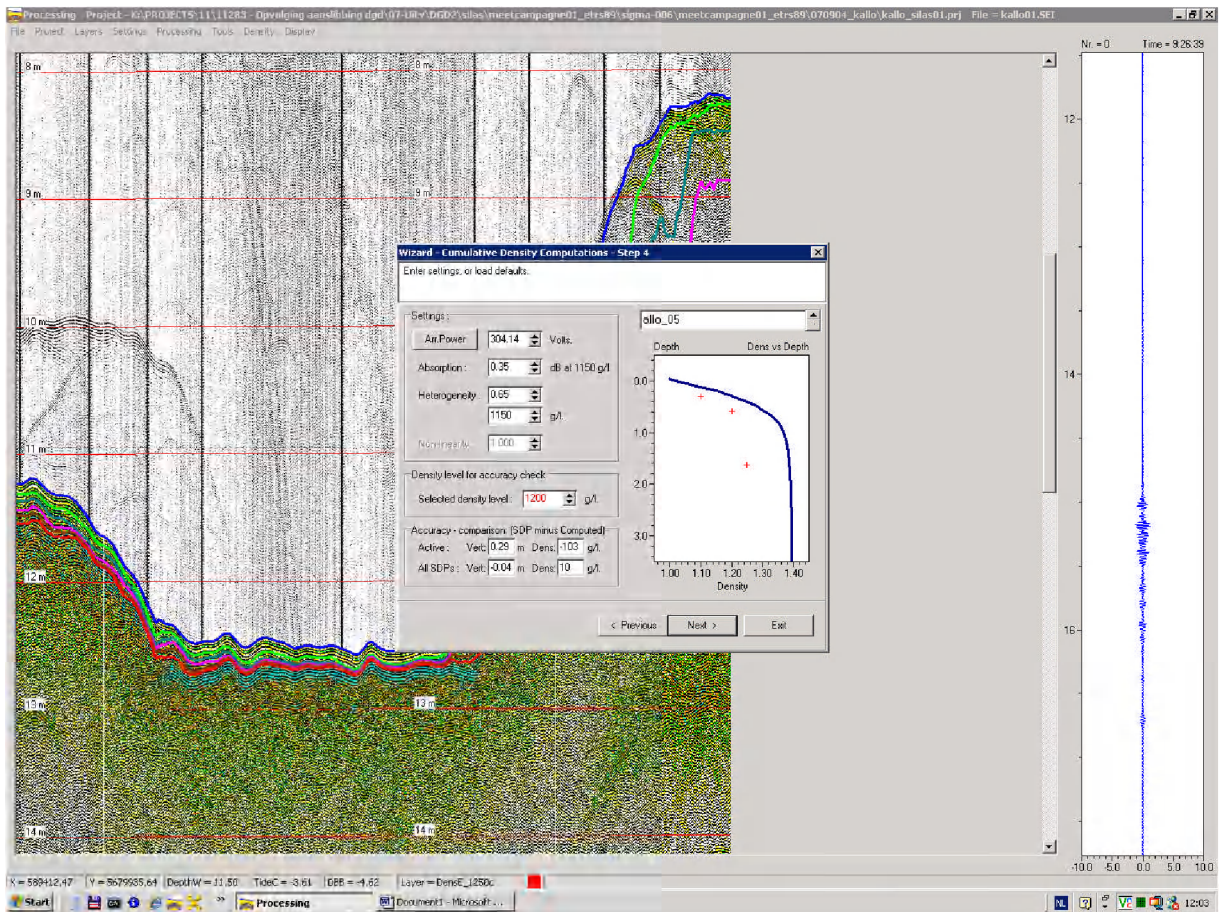 Processing Project - K:\PROJECTS\11\11283 - Opvolging aanslibbing dgd\07-Uitv\DGD2\silas\meetcampagne01_etrs89\sigma-006\meetcampagne01_etrs89\070904_kallo\kallo_silas01.prj File = kallo01.SEI
File Project Layers Settings Processing Tools Density Display
Nr. = 0 Time = 9:26:39
8 m 8 m
9 m 9 m
10 m
11 m
12 m
13 m 13 m
14 m 14 m
Wizard - Cumulative Density Computations - Step 4
Enter settings, or load defaults.
Settings :
Arr.Power 304.14 Volts.
Absorption : 0.35 dB at 1150 g/l
Heterogeneity 0.65
1150 g/l.
1.000
Density level for accuracy check
Selected density level : 1200 g/l.
Accuracy - comparison. (SDP minus Computed)
Active : Vert: 0.29 m Dens: -103 g/l.
All SDPs : Vert: -0.04 m Dens: 10 g/l.
allo_05
Depth Dens vs Depth
0.0
1.0
2.0
3.0
1.00 1.10 1.20 1.30 1.40
Density
< Previous Next > Exit
12
14
16
-10.0 -5.0 0.0 5.0 10.0
X = 589412,47 Y = 5679935,64 DepthW = 11.50 TideC = -3.61 DBB = -4.62 Layer = DensE_1250c
Start Processing Document1 - Microsoft ... NL 12:03